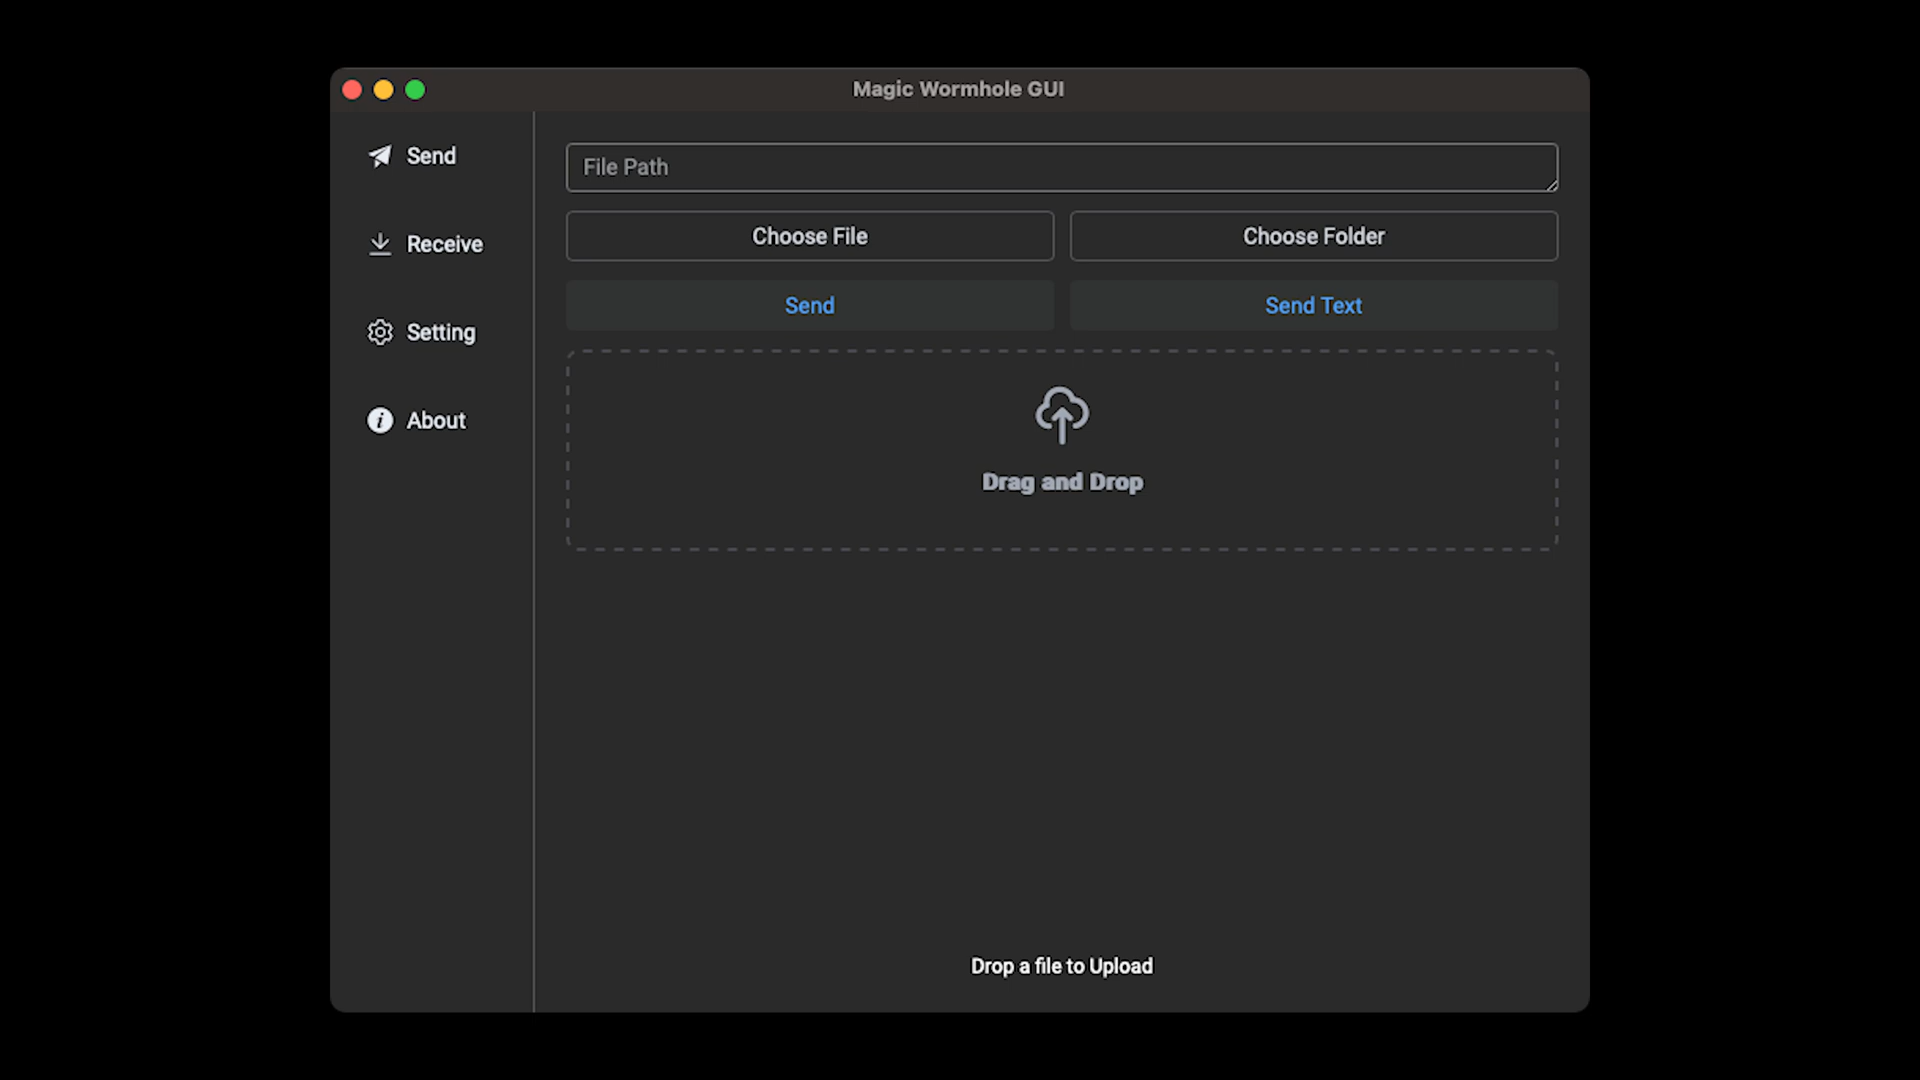 Magic Wormhole GUI
Send
Receive
Setting
About
File Path
Choose File
Choose Folder
Send
Send Text
Drag and Drop
Drop a file to Upload